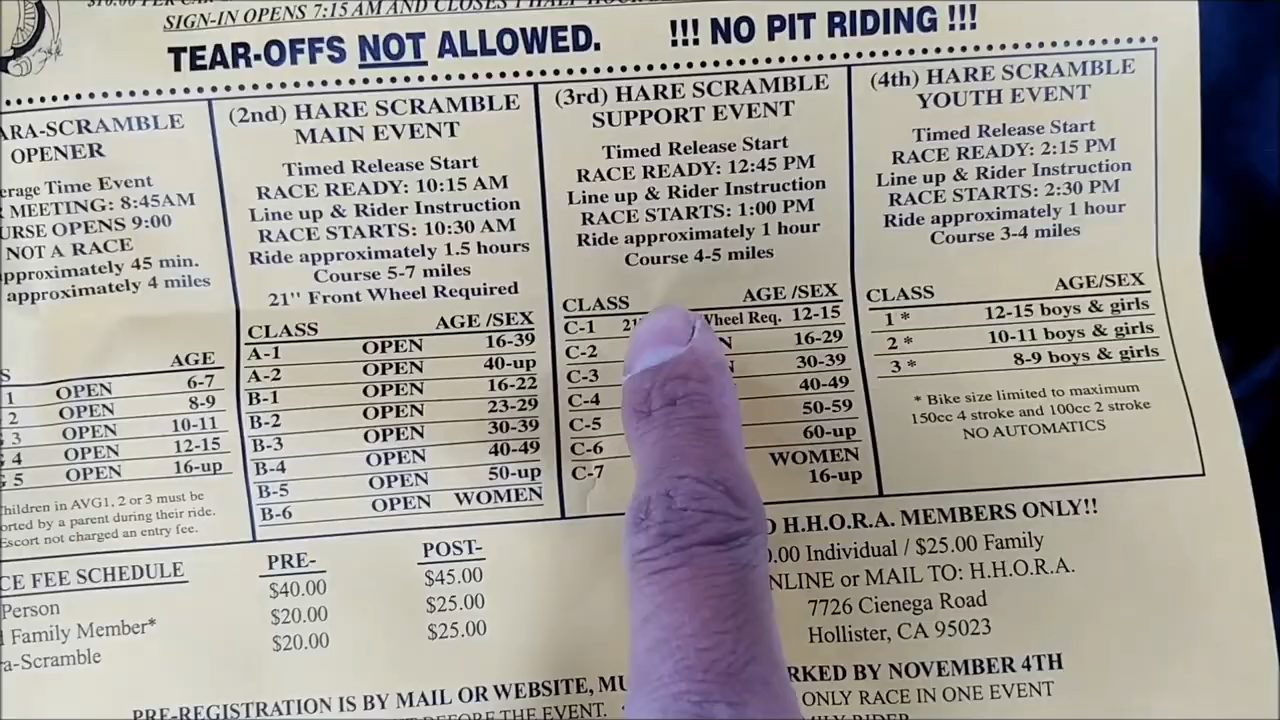 SIGN-IN OPENS 7:15 AM AND CLOSES 1 HALF HOUR
TEAR-OFFS NOT ALLOWED. !!! NO PIT RIDING !!!
ARA-SCRAMBLE
OPENER
erage Time Event
MEETING: 8:45AM
URSE OPENS 9:00
NOT A RACE
pproximately 45 min.
approximately 4 miles
AGE
1 OPEN 6-7
2 OPEN 8-9
3 OPEN 10-11
4 OPEN 12-15
5 OPEN 16-up
Children in AVG1, 2 or 3 must be
orted by a parent during their ride.
Escort not charged an entry fee.
(2nd) HARE SCRAMBLE
MAIN EVENT
Timed Release Start
RACE READY: 10:15 AM
Line up & Rider Instruction
RACE STARTS: 10:30 AM
Ride approximately 1.5 hours
Course 5-7 miles
21" Front Wheel Required
CLASS AGE /SEX
A-1 OPEN 16-39
A-2 OPEN 40-up
B-1 OPEN 16-22
B-2 OPEN 23-29
B-3 OPEN 30-39
B-4 OPEN 40-49
B-5 OPEN 50-up
B-6 OPEN WOMEN
(3rd) HARE SCRAMBLE
SUPPORT EVENT
Timed Release Start
RACE READY: 12:45 PM
Line up & Rider Instruction
RACE STARTS: 1:00 PM
Ride approximately 1 hour
Course 4-5 miles
CLASS AGE /SEX
C-1 21" Wheel Req. 12-15
C-2 16-29
C-3 30-39
C-4 40-49
C-5 50-59
C-6 60-up
C-7 WOMEN
16-up
(4th) HARE SCRAMBLE
YOUTH EVENT
Timed Release Start
RACE READY: 2:15 PM
Line up & Rider Instruction
RACE STARTS: 2:30 PM
Ride approximately 1 hour
Course 3-4 miles
CLASS AGE/SEX
1 * 12-15 boys & girls
2 * 10-11 boys & girls
3 * 8-9 boys & girls
* Bike size limited to maximum
150cc 4 stroke and 100cc 2 stroke
NO AUTOMATICS
CE FEE SCHEDULE PRE- POST-
Person $40.00 $45.00
Family Member* $20.00 $25.00
ra-Scramble $20.00 $25.00
H.H.O.R.A. MEMBERS ONLY!!
.00 Individual / $25.00 Family
NLINE or MAIL TO: H.H.O.R.A.
7726 Cienega Road
Hollister, CA 95023
PRE-REGISTRATION IS BY MAIL OR WEBSITE, MU RKED BY NOVEMBER 4TH
BEFORE THE EVENT. ONLY RACE IN ONE EVENT